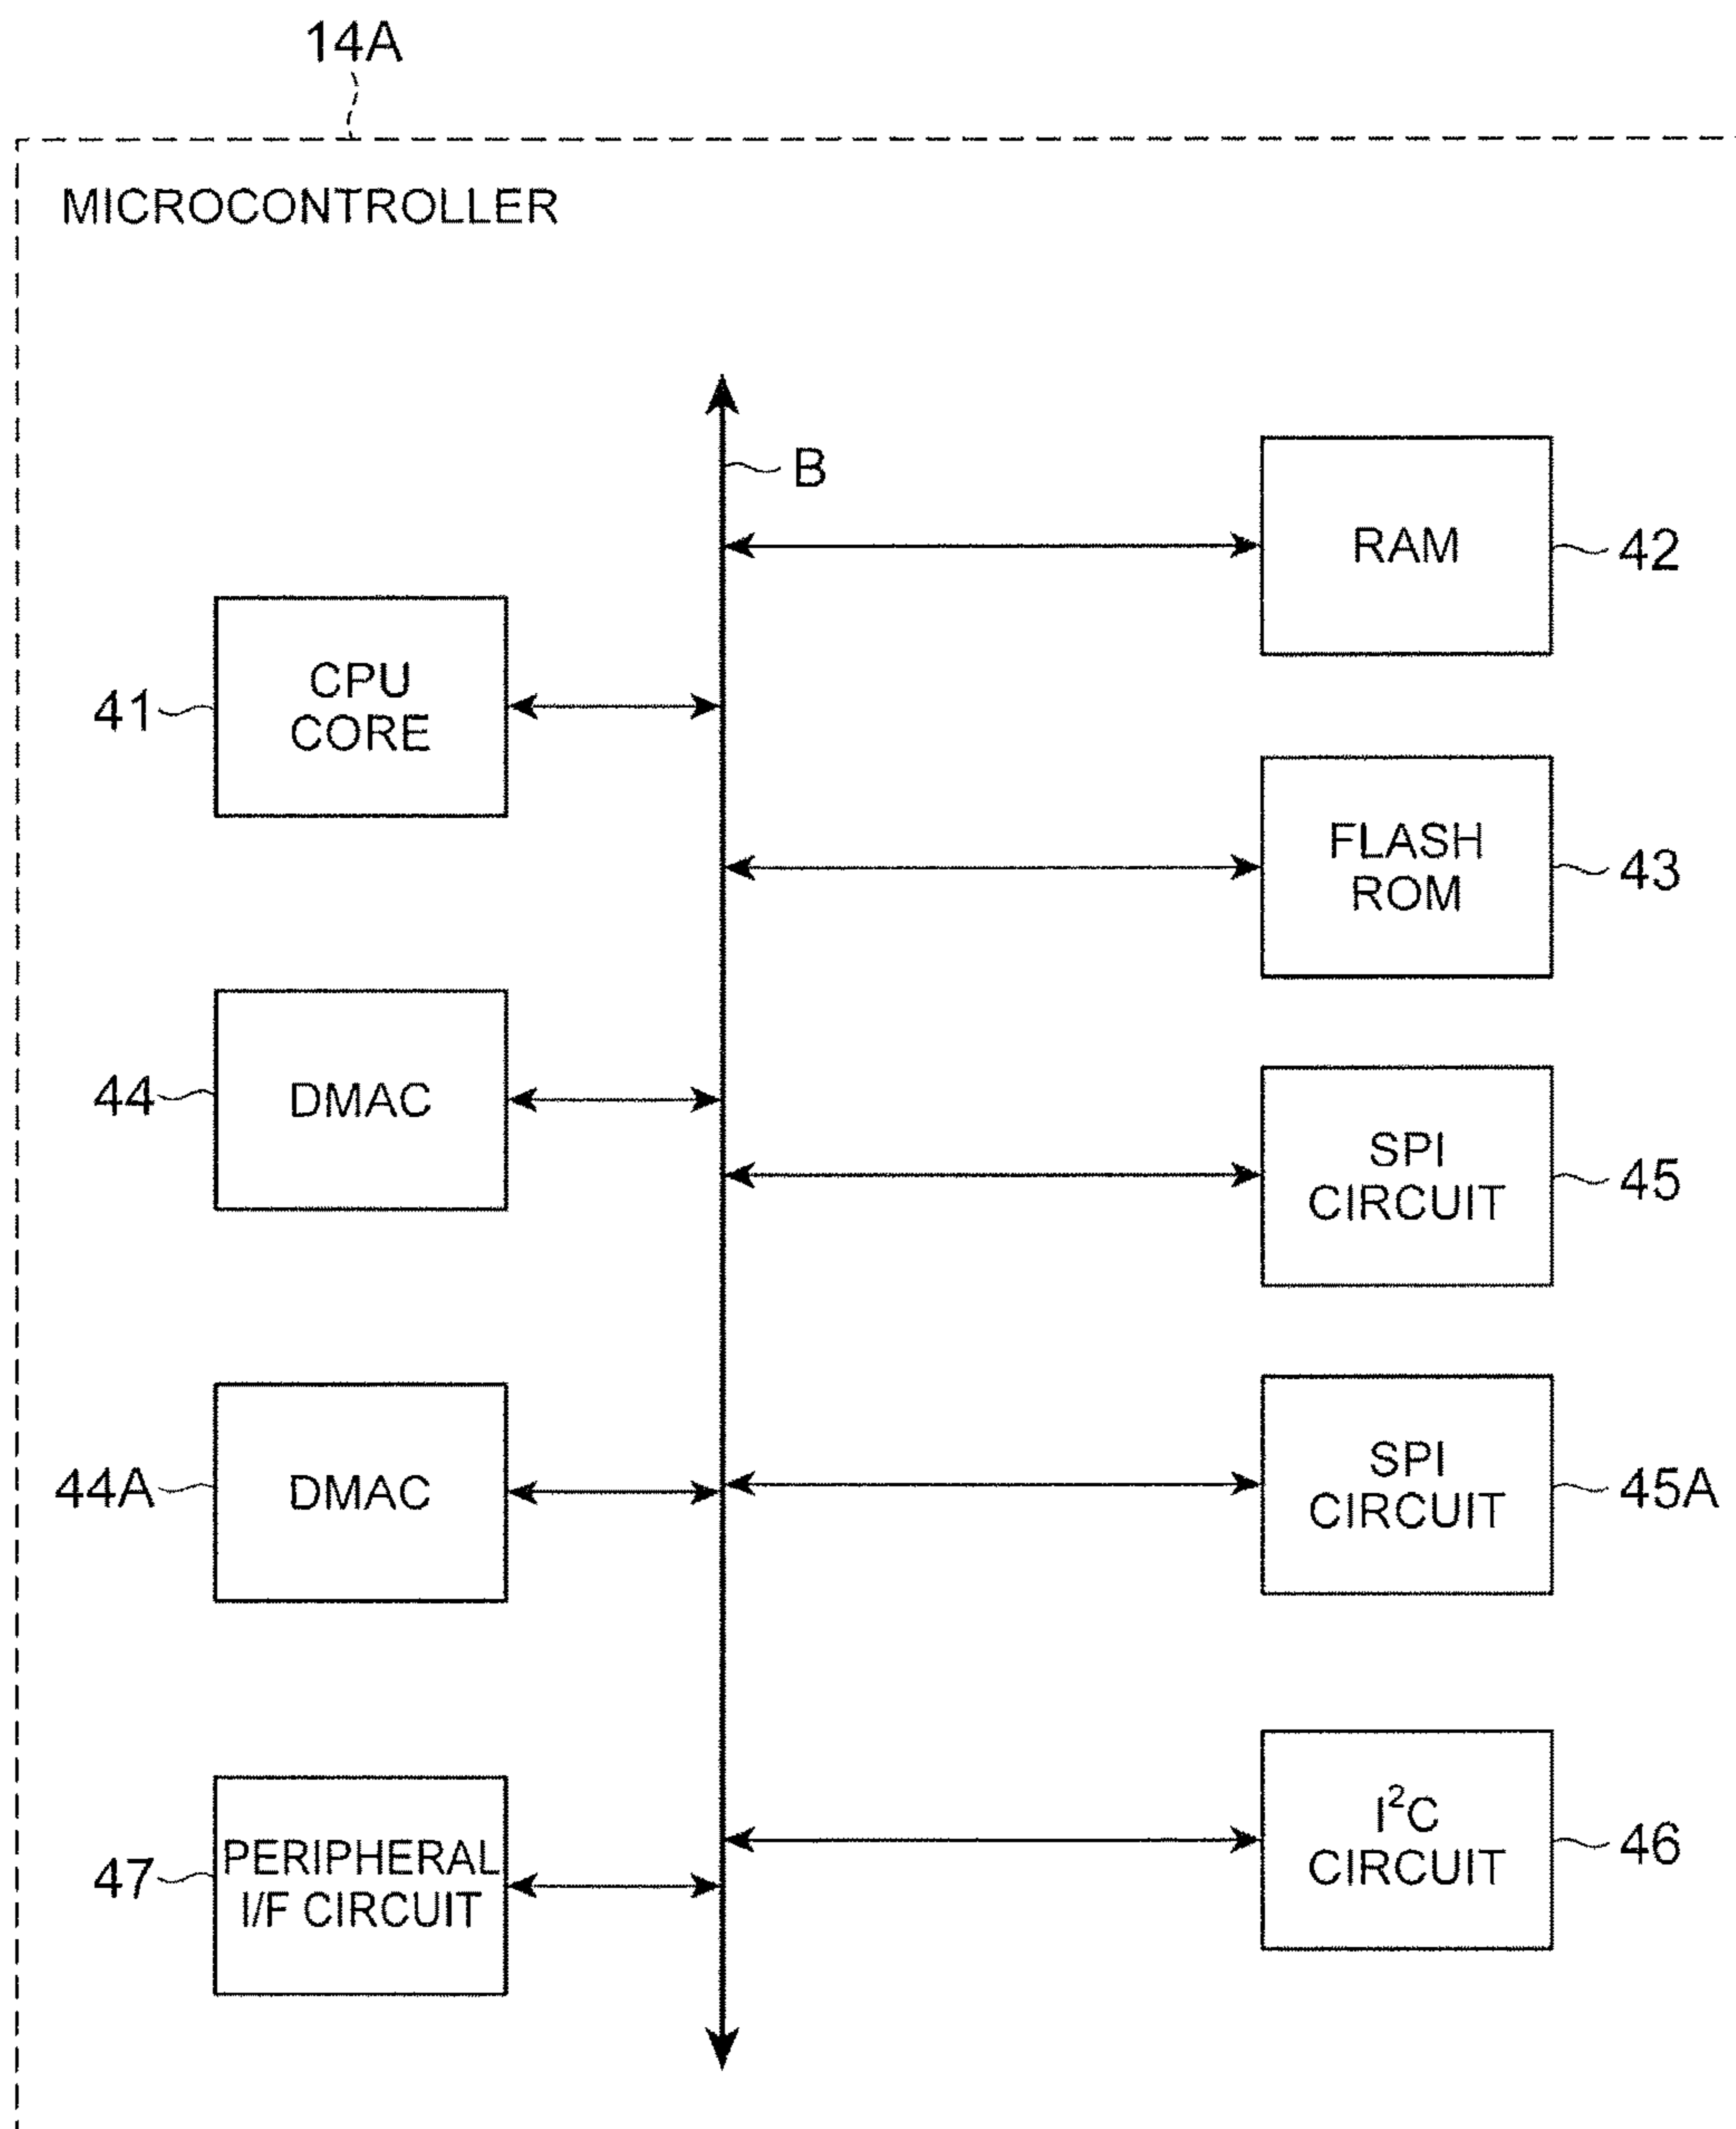 14A
MICROCONTROLLER
B
RAM
42
CPU
CORE
41
FLASH
ROM
43
DMAC
44
SPI
CIRCUIT
45
DMAC
44A
SPI
CIRCUIT
45A
PERIPHERAL
I/F CIRCUIT
47
I²C
CIRCUIT
46